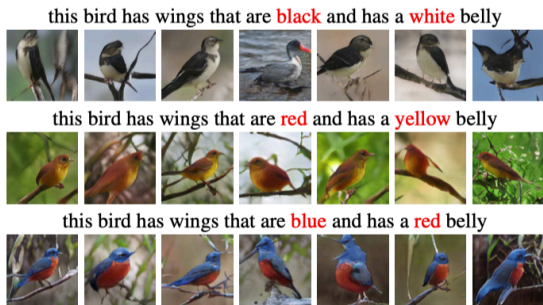 this bird has wings that are black and has a white belly
this bird has wings that are red and has a yellow belly
this bird has wings that are blue and has a red belly